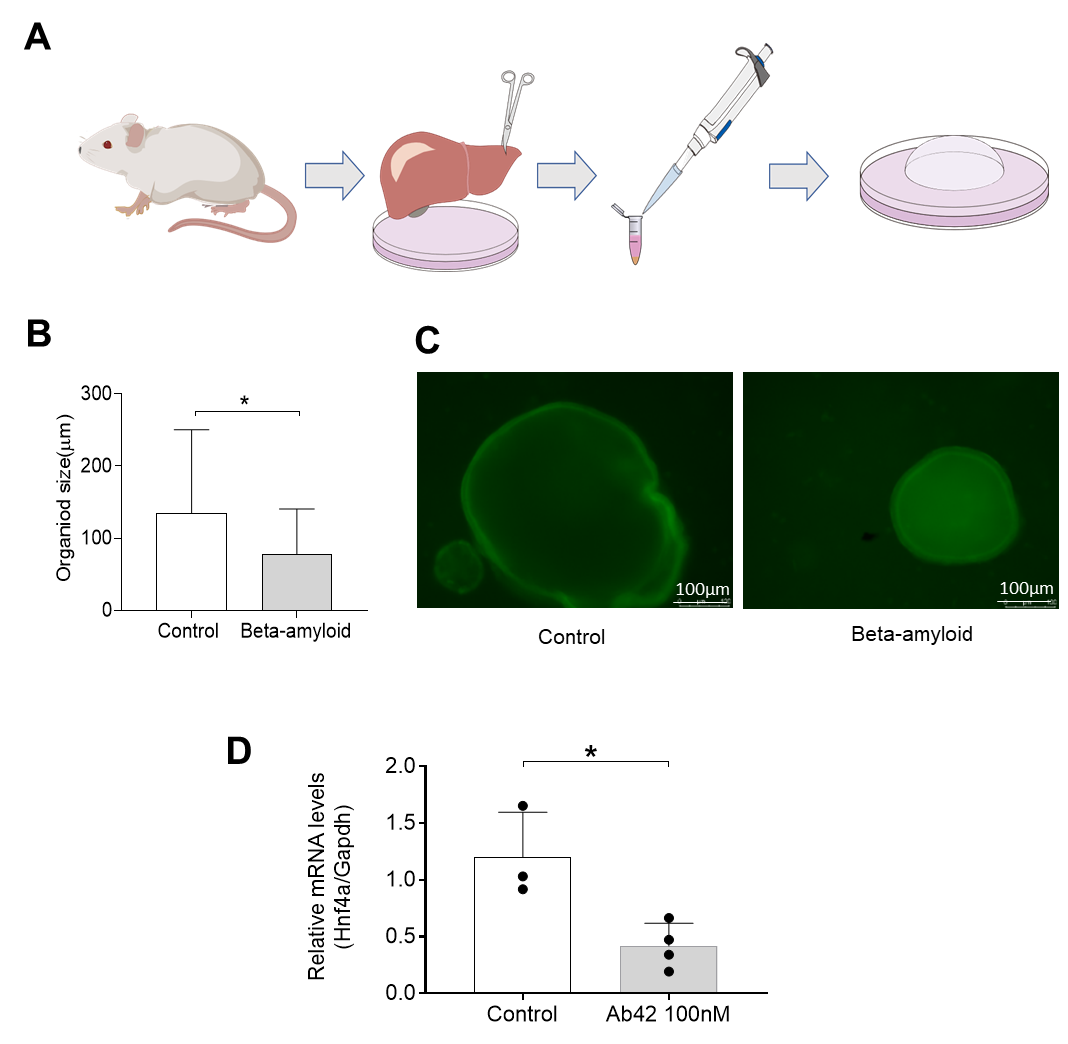 A
B
Organiod size(μm)
300
200
100
0
*
Control
Beta-amyloid
C
100μm
Control
100μm
Beta-amyloid
D
Relative mRNA levels
(Hnf4a/Gapdh)
2.0
1.5
1.0
0.5
0.0
*
Control
Ab42 100nM